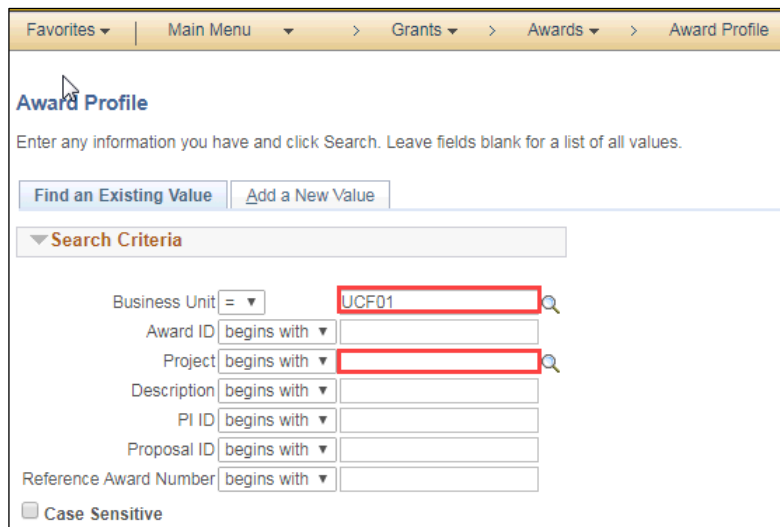 Favorites Main Menu > Grants > Awards > Award Profile
Award Profile
Enter any information you have and click Search. Leave fields blank for a list of all values.
Find an Existing Value Add a New Value
Search Criteria
Business Unit = UCF01
Award ID begins with
Project begins with
Description begins with
PI ID begins with
Proposal ID begins with
Reference Award Number begins with
Case Sensitive